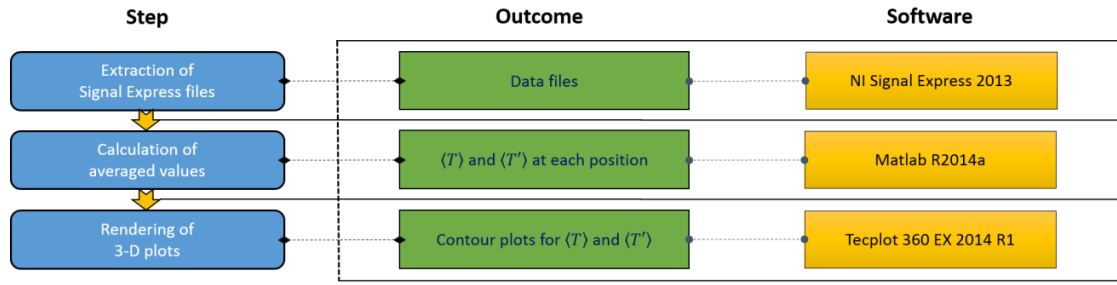 Step
Outcome
Software
Extraction of
Signal Express files
Data files
NI Signal Express 2013
Calculation of
averaged values
⟨T⟩ and ⟨T′⟩ at each position
Matlab R2014a
Rendering of
3-D plots
Contour plots for ⟨T⟩ and ⟨T′⟩
Tecplot 360 EX 2014 R1